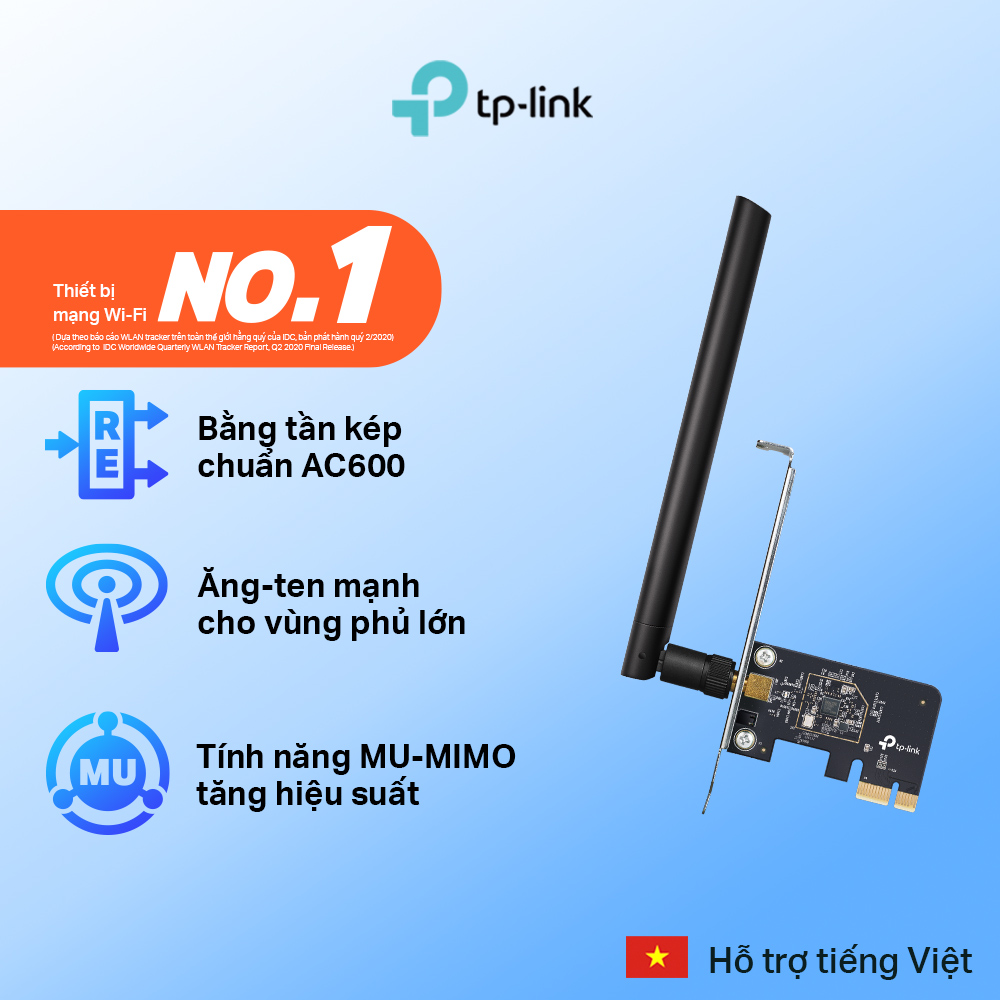 tp-link
Thiết bị
mạng Wi-Fi
NO.1
( Dựa theo báo cáo WLAN tracker trên toàn thế giới hằng quý của IDC, bản phát hành quý 2/2020)
(According to IDC Worldwide Quarterly WLAN Tracker Report, Q2 2020 Final Release.)
RE
Bằng tần kép
chuẩn AC600
Ăng-ten mạnh
cho vùng phủ lớn
MU
Tính năng MU-MIMO
tăng hiệu suất
tp-link
Hỗ trợ tiếng Việt